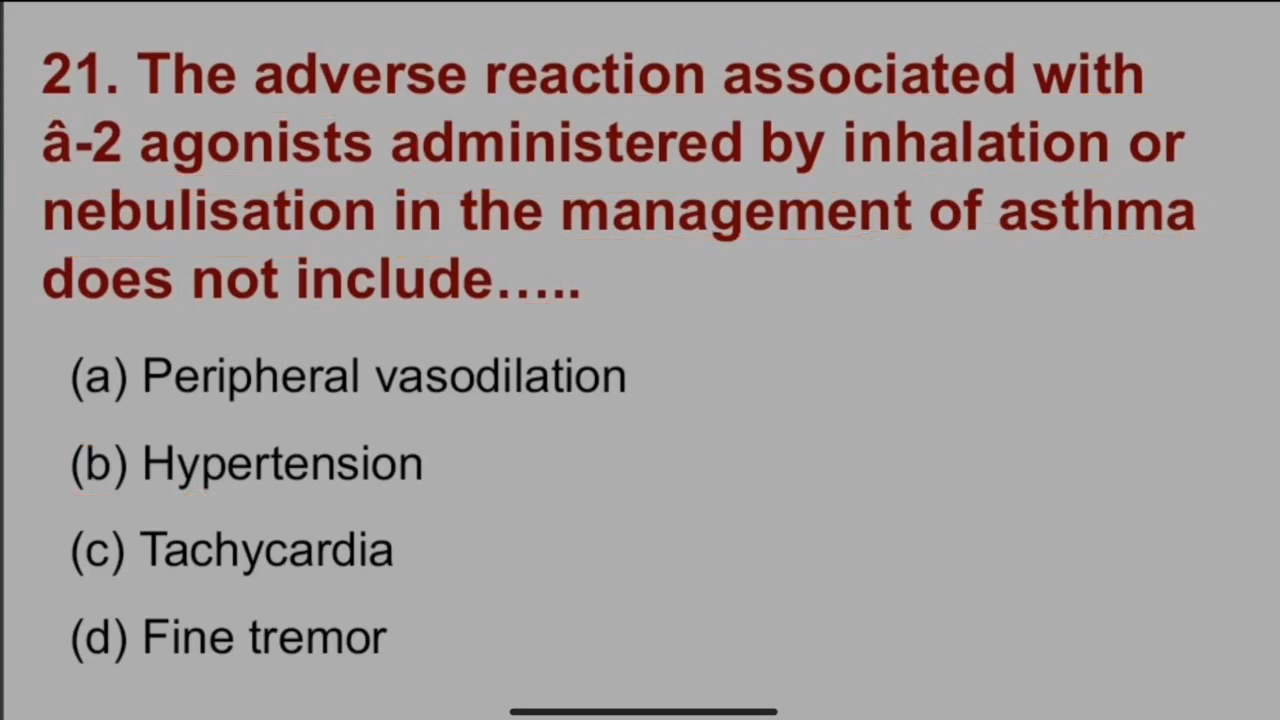 21. The adverse reaction associated with
â-2 agonists administered by inhalation or
nebulisation in the management of asthma
does not include…..
(a) Peripheral vasodilation
(b) Hypertension
(c) Tachycardia
(d) Fine tremor